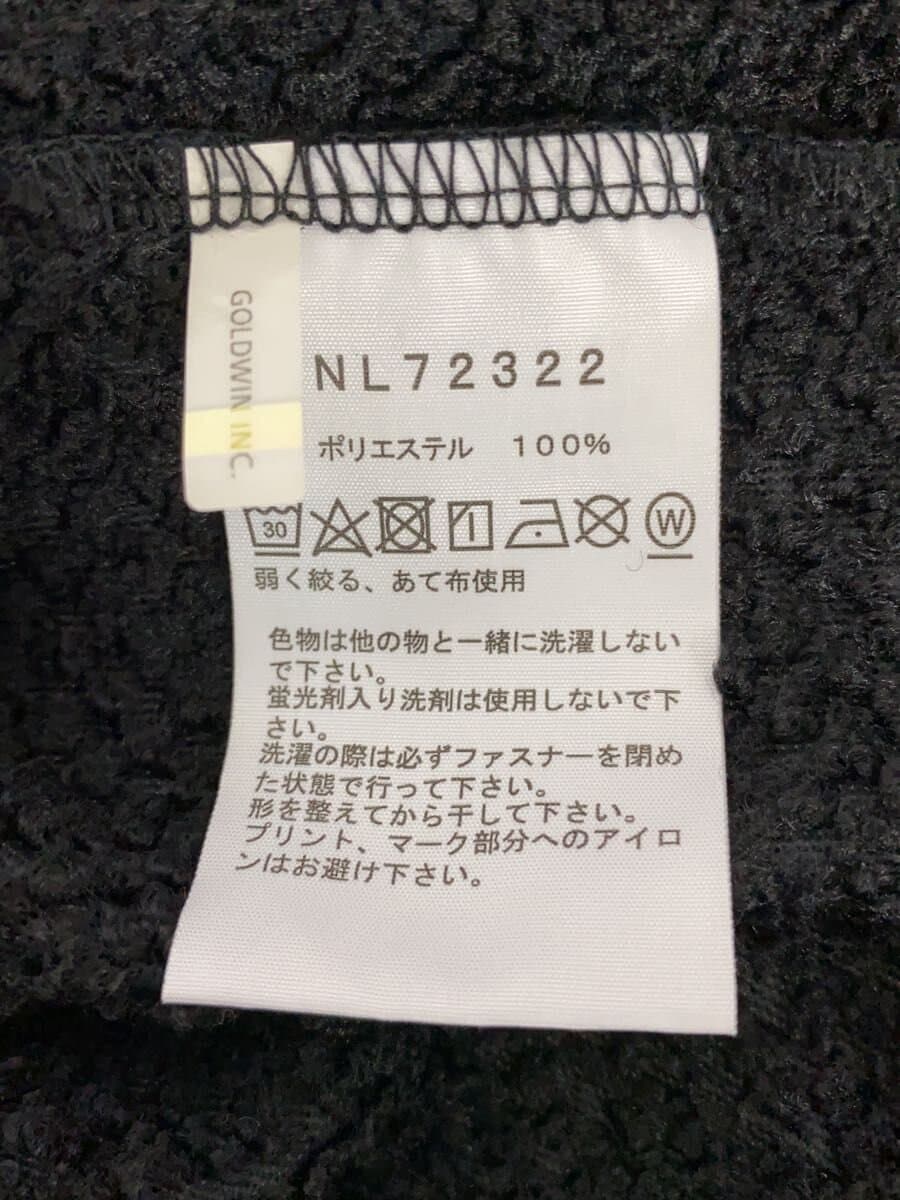 GOLDWIN INC.
NL72322
ポリエステル 100%
30
W
弱く絞る、あて布使用
色物は他の物と一緒に洗濯しない
で下さい。
蛍光剤入り洗剤は使用しないで下
さい。
洗濯の際は必ずファスナーを閉め
た状態で行って下さい。
形を整えてから干して下さい。
プリント、マーク部分へのアイロ
ンはお避け下さい。